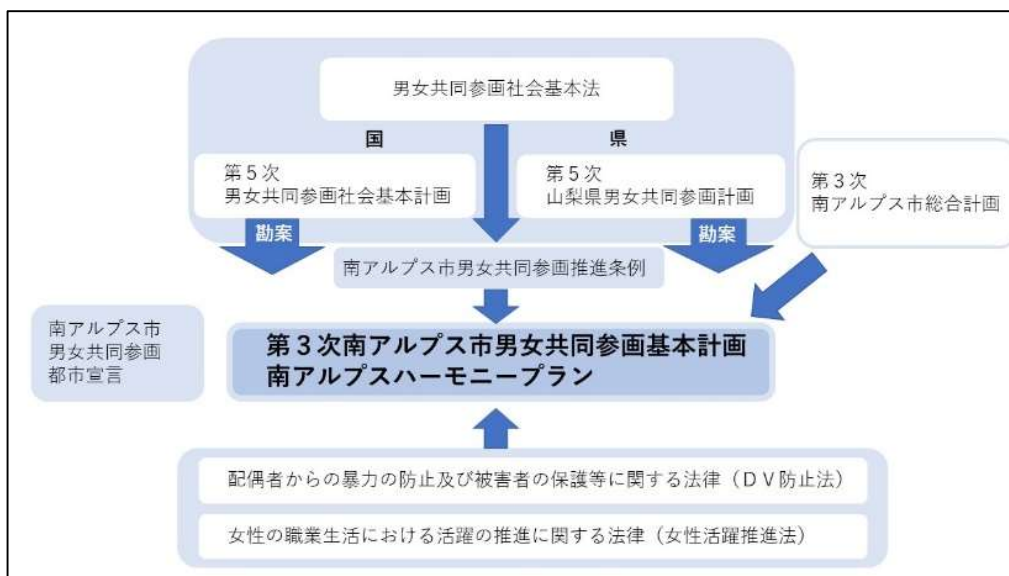 男女共同参画社会基本法
国
県
第５次
男女共同参画社会基本計画
第５次
山梨県男女共同参画計画
第３次
南アルプス市総合計画
勘案
勘案
南アルプス市男女共同参画推進条例
南アルプス市
男女共同参画
都市宣言
第３次南アルプス市男女共同参画基本計画
南アルプスハーモニープラン
配偶者からの暴力の防止及び被害者の保護等に関する法律（ＤＶ防止法）
女性の職業生活における活躍の推進に関する法律（女性活躍推進法）